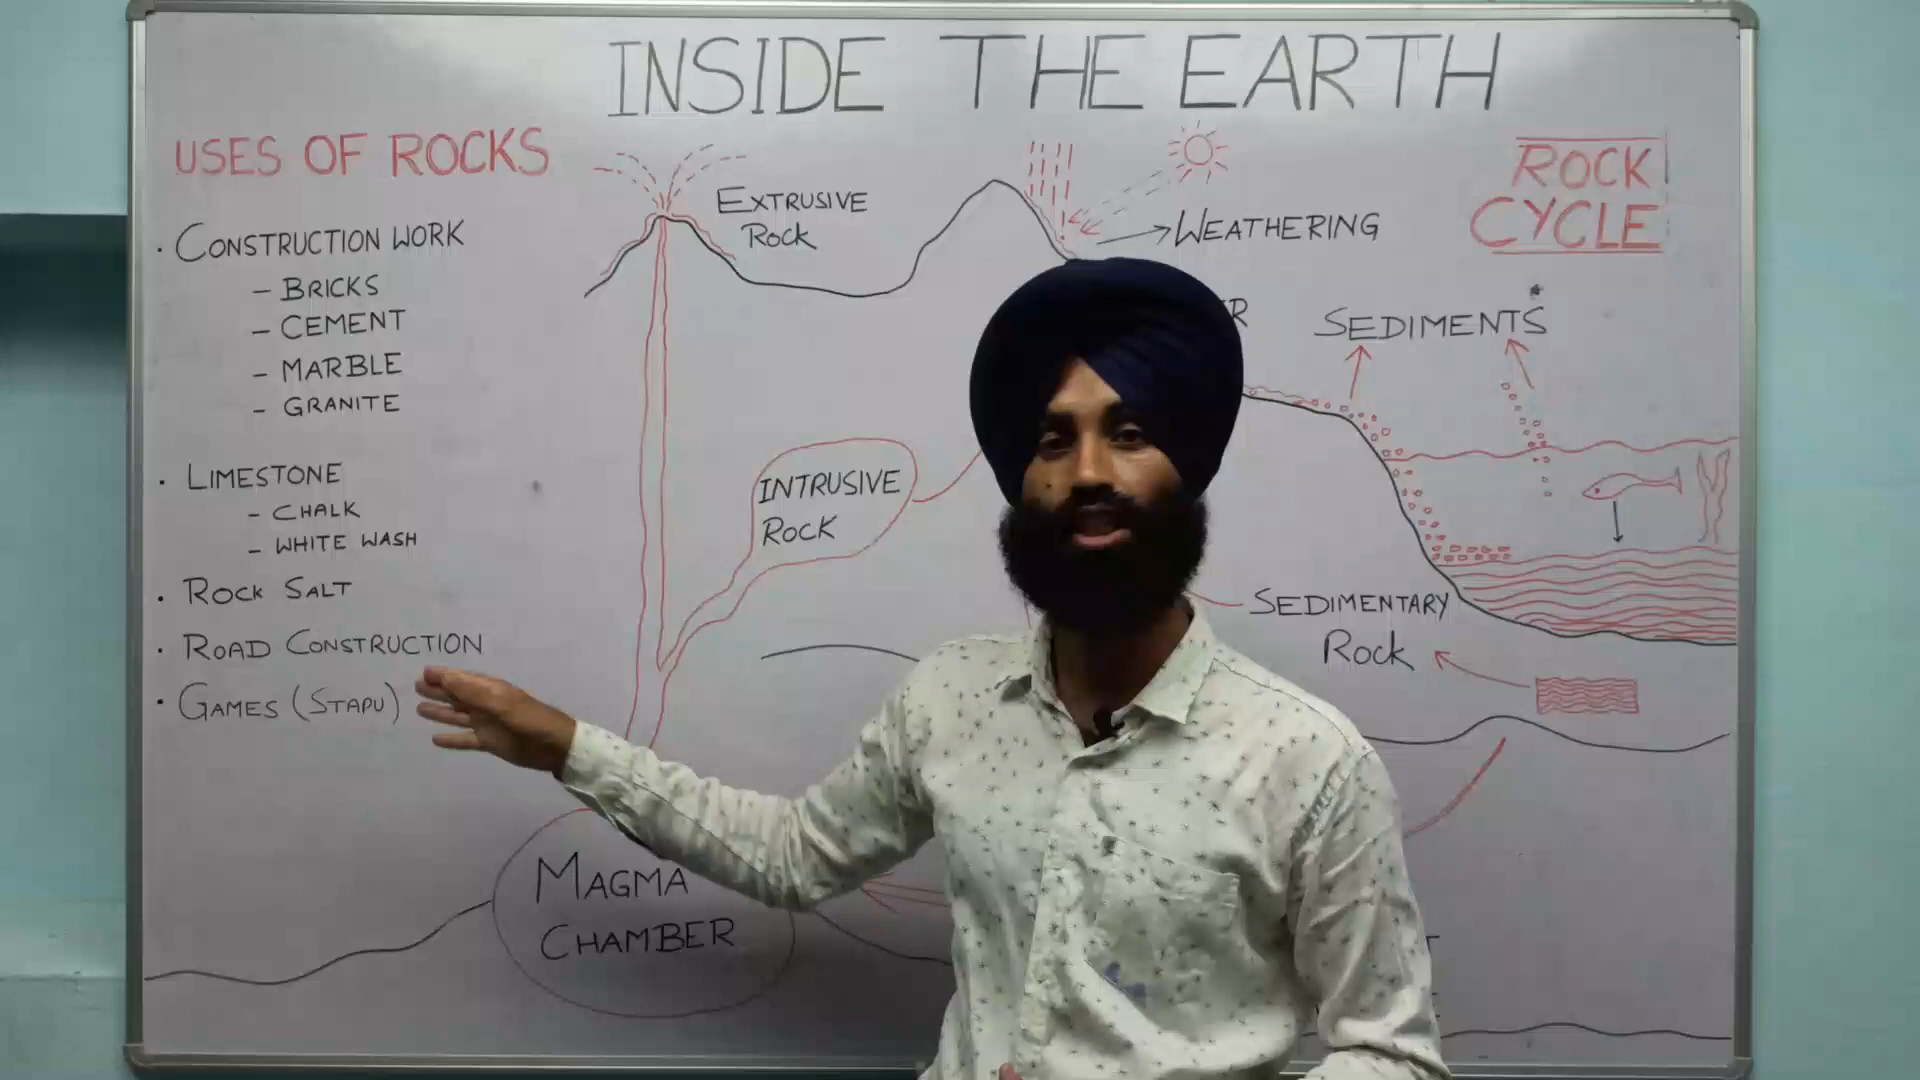 INSIDE THE EARTH
USES OF ROCKS
· CONSTRUCTION WORK
– BRICKS
– CEMENT
– MARBLE
– GRANITE
· LIMESTONE
– CHALK
– WHITE WASH
· ROCK SALT
· ROAD CONSTRUCTION
· GAMES (STAPU)
EXTRUSIVE
ROCK
WEATHERING
ROCK
CYCLE
SEDIMENTS
INTRUSIVE
ROCK
SEDIMENTARY
ROCK
MAGMA
CHAMBER